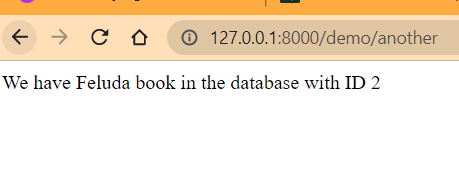 127.0.0.1:8000/demo/another
We have Feluda book in the database with ID 2